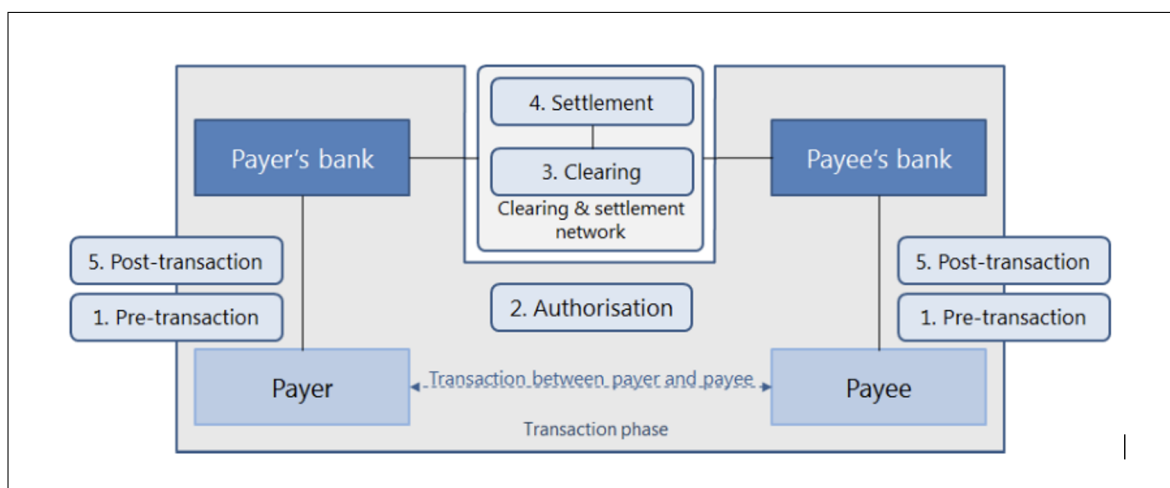 4. Settlement
Payer's bank
3. Clearing
Payee's bank
Clearing & settlement
network
5. Post-transaction
5. Post-transaction
1. Pre-transaction
2. Authorisation
1. Pre-transaction
Payer
Transaction between payer and payee
Payee
Transaction phase